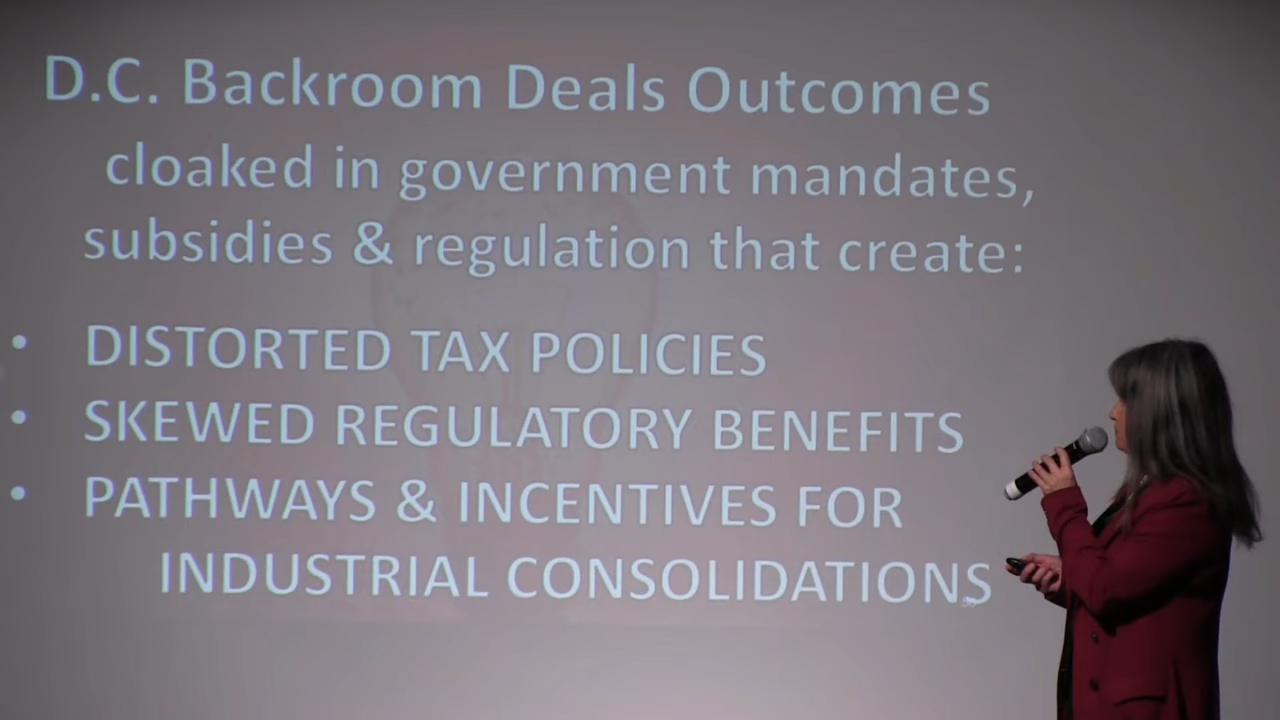 D.C. Backroom Deals Outcomes
cloaked in government mandates,
subsidies & regulation that create:
• DISTORTED TAX POLICIES
• SKEWED REGULATORY BENEFITS
• PATHWAYS & INCENTIVES FOR
INDUSTRIAL CONSOLIDATIONS